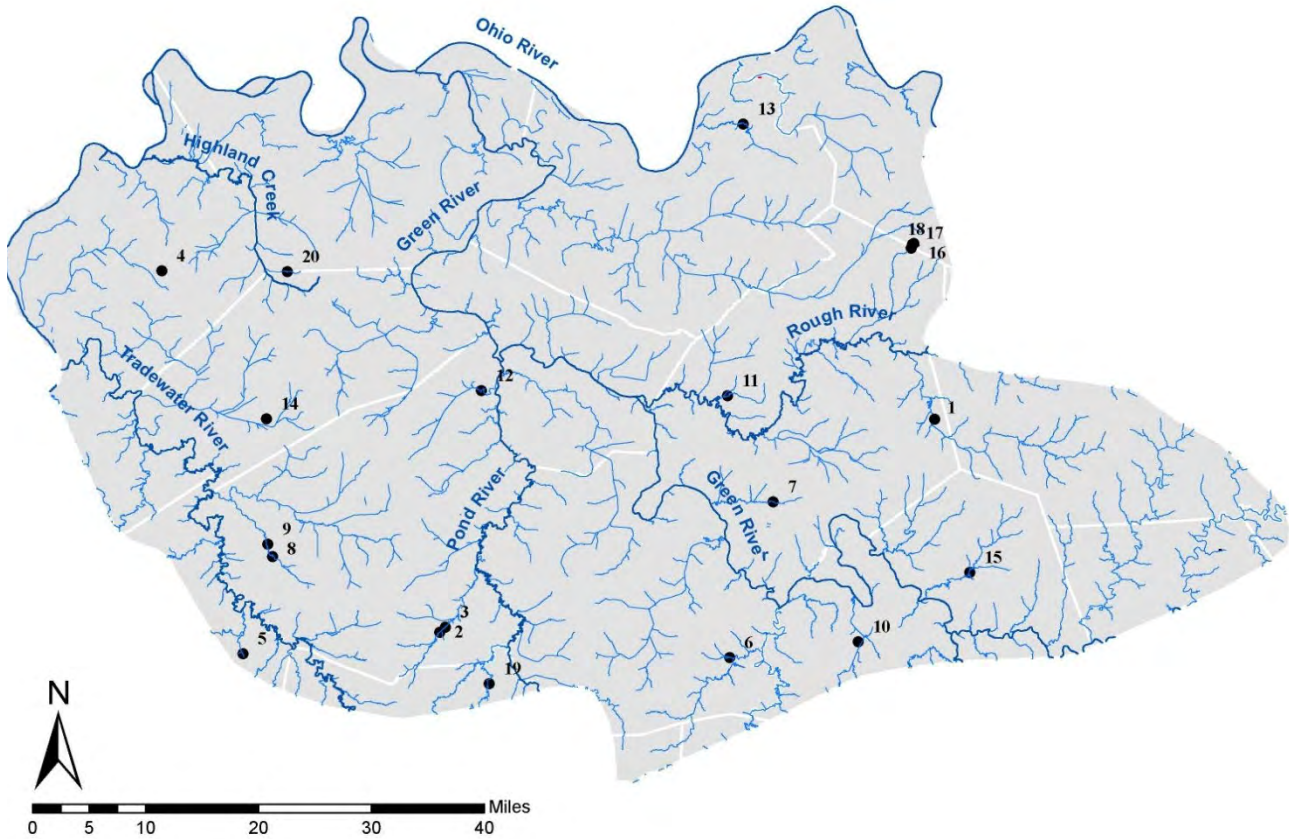 Ohio River
13
Highland Creek
Green River
18 17
16
4
20
Rough River
Tradewater River
12
11
14
1
Pond River
Green River
7
9
8
15
3
2
10
5
6
19
N
Miles
0 5 10 20 30 40